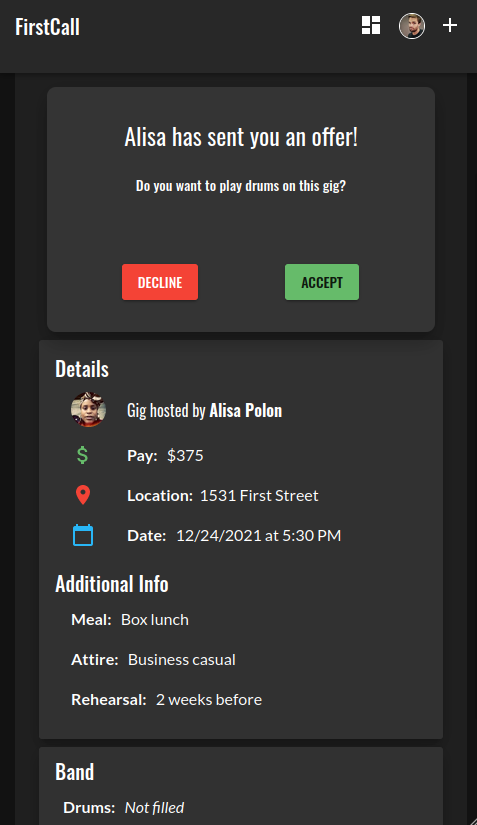 FirstCall
Alisa has sent you an offer!
Do you want to play drums on this gig?
DECLINE
ACCEPT
Details
Gig hosted by Alisa Polon
Pay: $375
Location: 1531 First Street
Date: 12/24/2021 at 5:30 PM
Additional Info
Meal: Box lunch
Attire: Business casual
Rehearsal: 2 weeks before
Band
Drums: Not filled